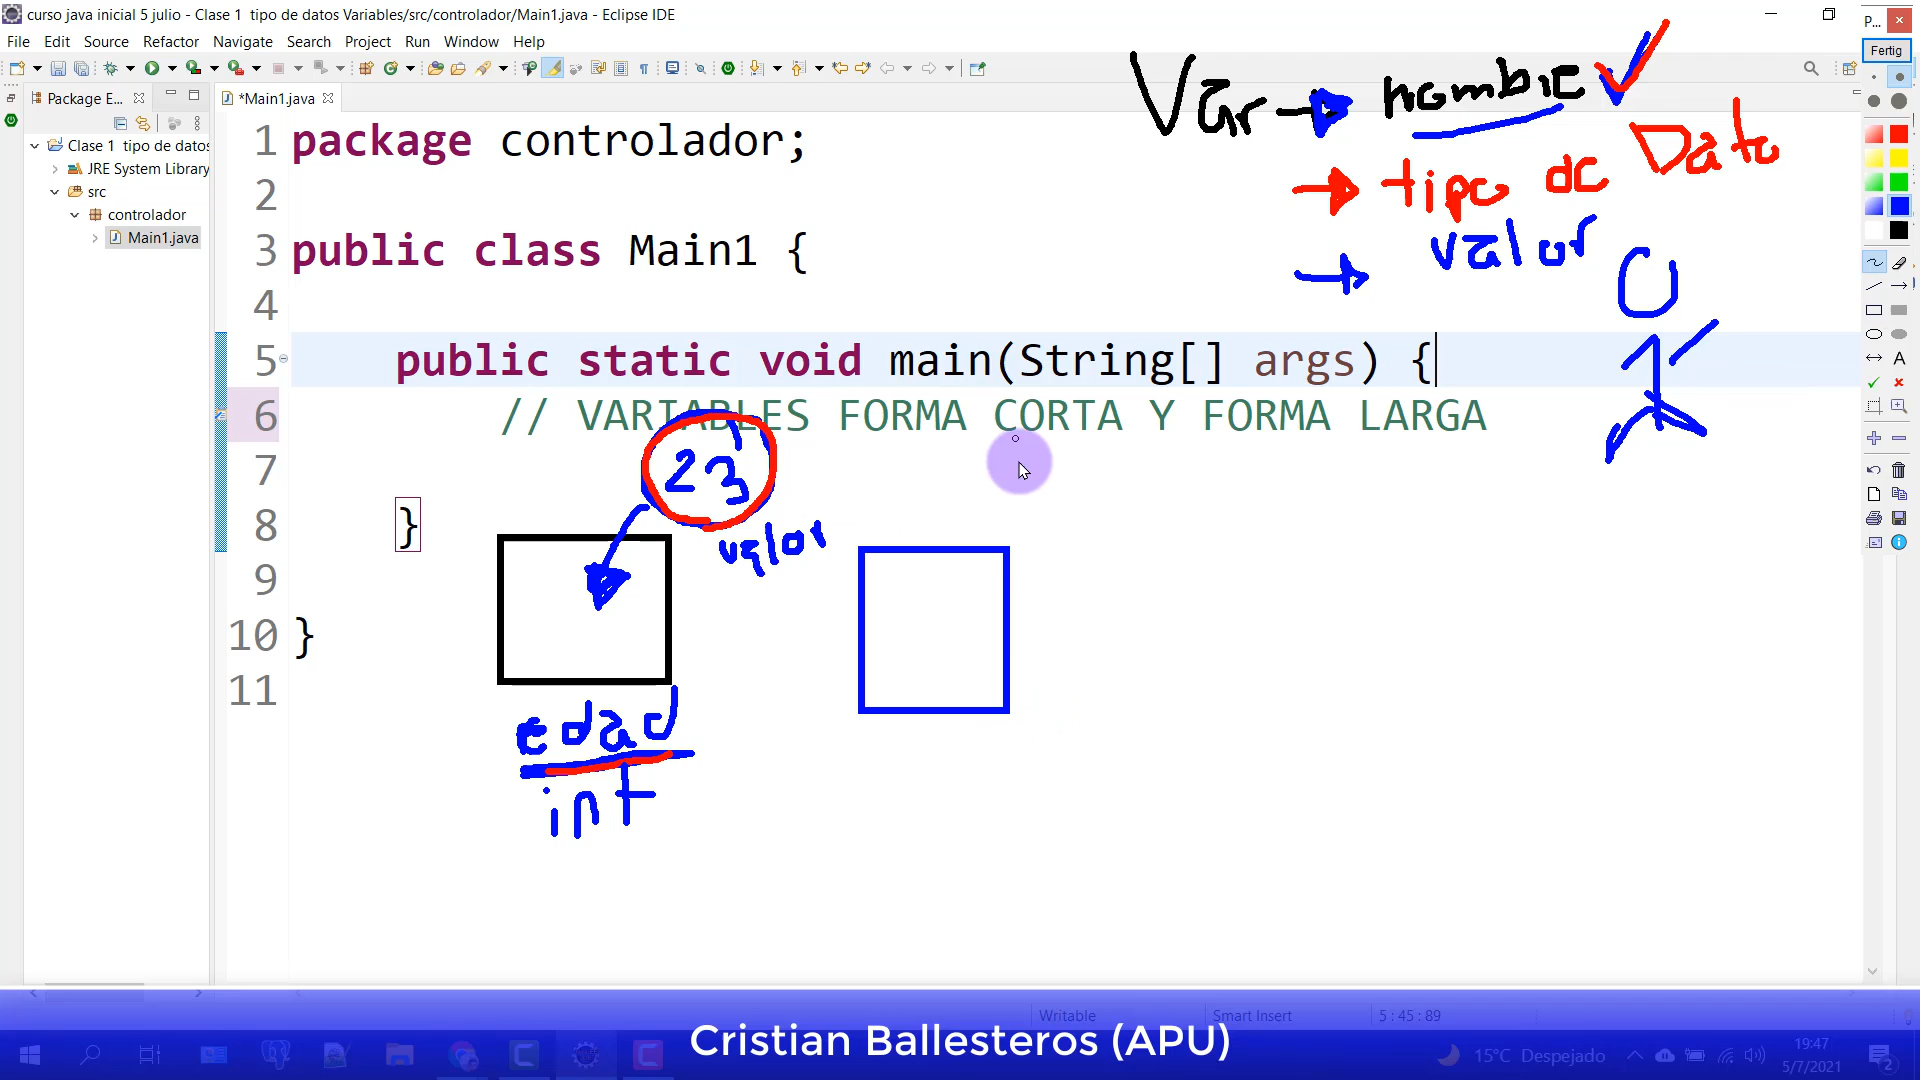 curso java inicial 5 julio - Clase 1  tipo de datos Variables/src/controlador/Main1.java - Eclipse IDE
P...
File Edit Source Refactor Navigate Search Project Run Window Help
Fertig
Package E...
*Main1.java
Var → nombre
tipo de Dato
valor
Clase 1  tipo de datos
JRE System Library
src
controlador
Main1.java
1 package controlador;
2
3 public class Main1 {
4
5 public static void main(String[] args) {
6 // VARIABLES FORMA CORTA Y FORMA LARGA
7
8 }
9
10 }
11
23
valor
edad
int
Writable Smart Insert 5 : 45 : 89
Cristian Ballesteros (APU)
15°C Despejado
19:47
5/7/2021
2